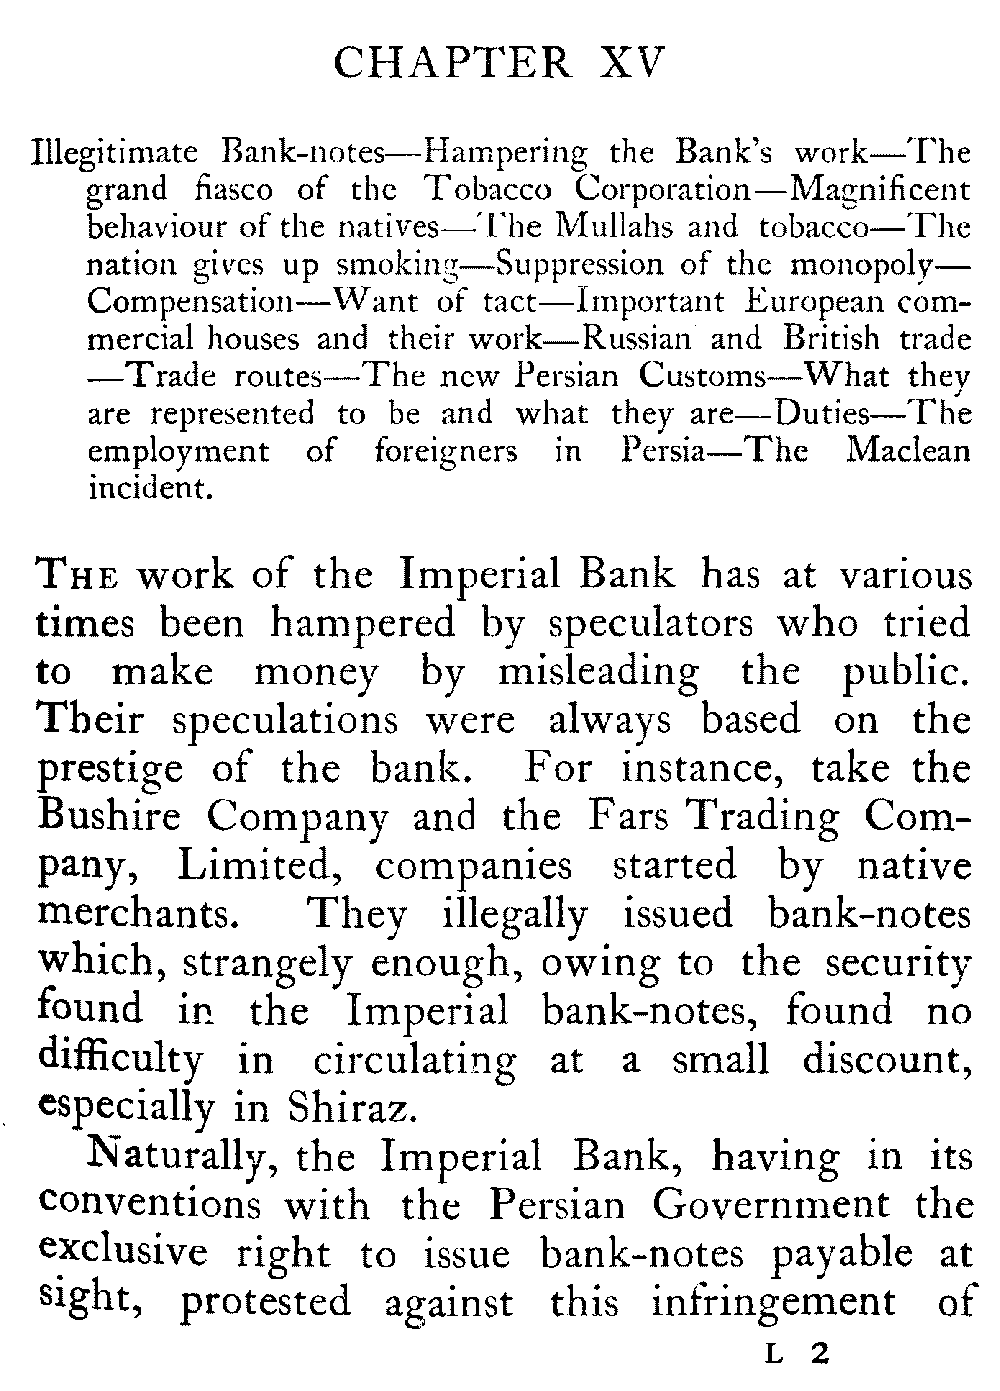 CHAPTER XV
Illegitimate Bank-notes—Hampering the Bank's work—The
grand fiasco of the Tobacco Corporation—Magnificent
behaviour of the natives—The Mullahs and tobacco—The
nation gives up smoking—Suppression of the monopoly—
Compensation—Want of tact—Important European com-
mercial houses and their work—Russian and British trade
—Trade routes—The new Persian Customs—What they
are represented to be and what they are—Duties—The
employment of foreigners in Persia—The Maclean
incident.
THE work of the Imperial Bank has at various
times been hampered by speculators who tried
to make money by misleading the public.
Their speculations were always based on the
prestige of the bank. For instance, take the
Bushire Company and the Fars Trading Com-
pany, Limited, companies started by native
merchants. They illegally issued bank-notes
which, strangely enough, owing to the security
found in the Imperial bank-notes, found no
difficulty in circulating at a small discount,
especially in Shiraz.
Naturally, the Imperial Bank, having in its
conventions with the Persian Government the
exclusive right to issue bank-notes payable at
sight, protested against this infringement of
L 2